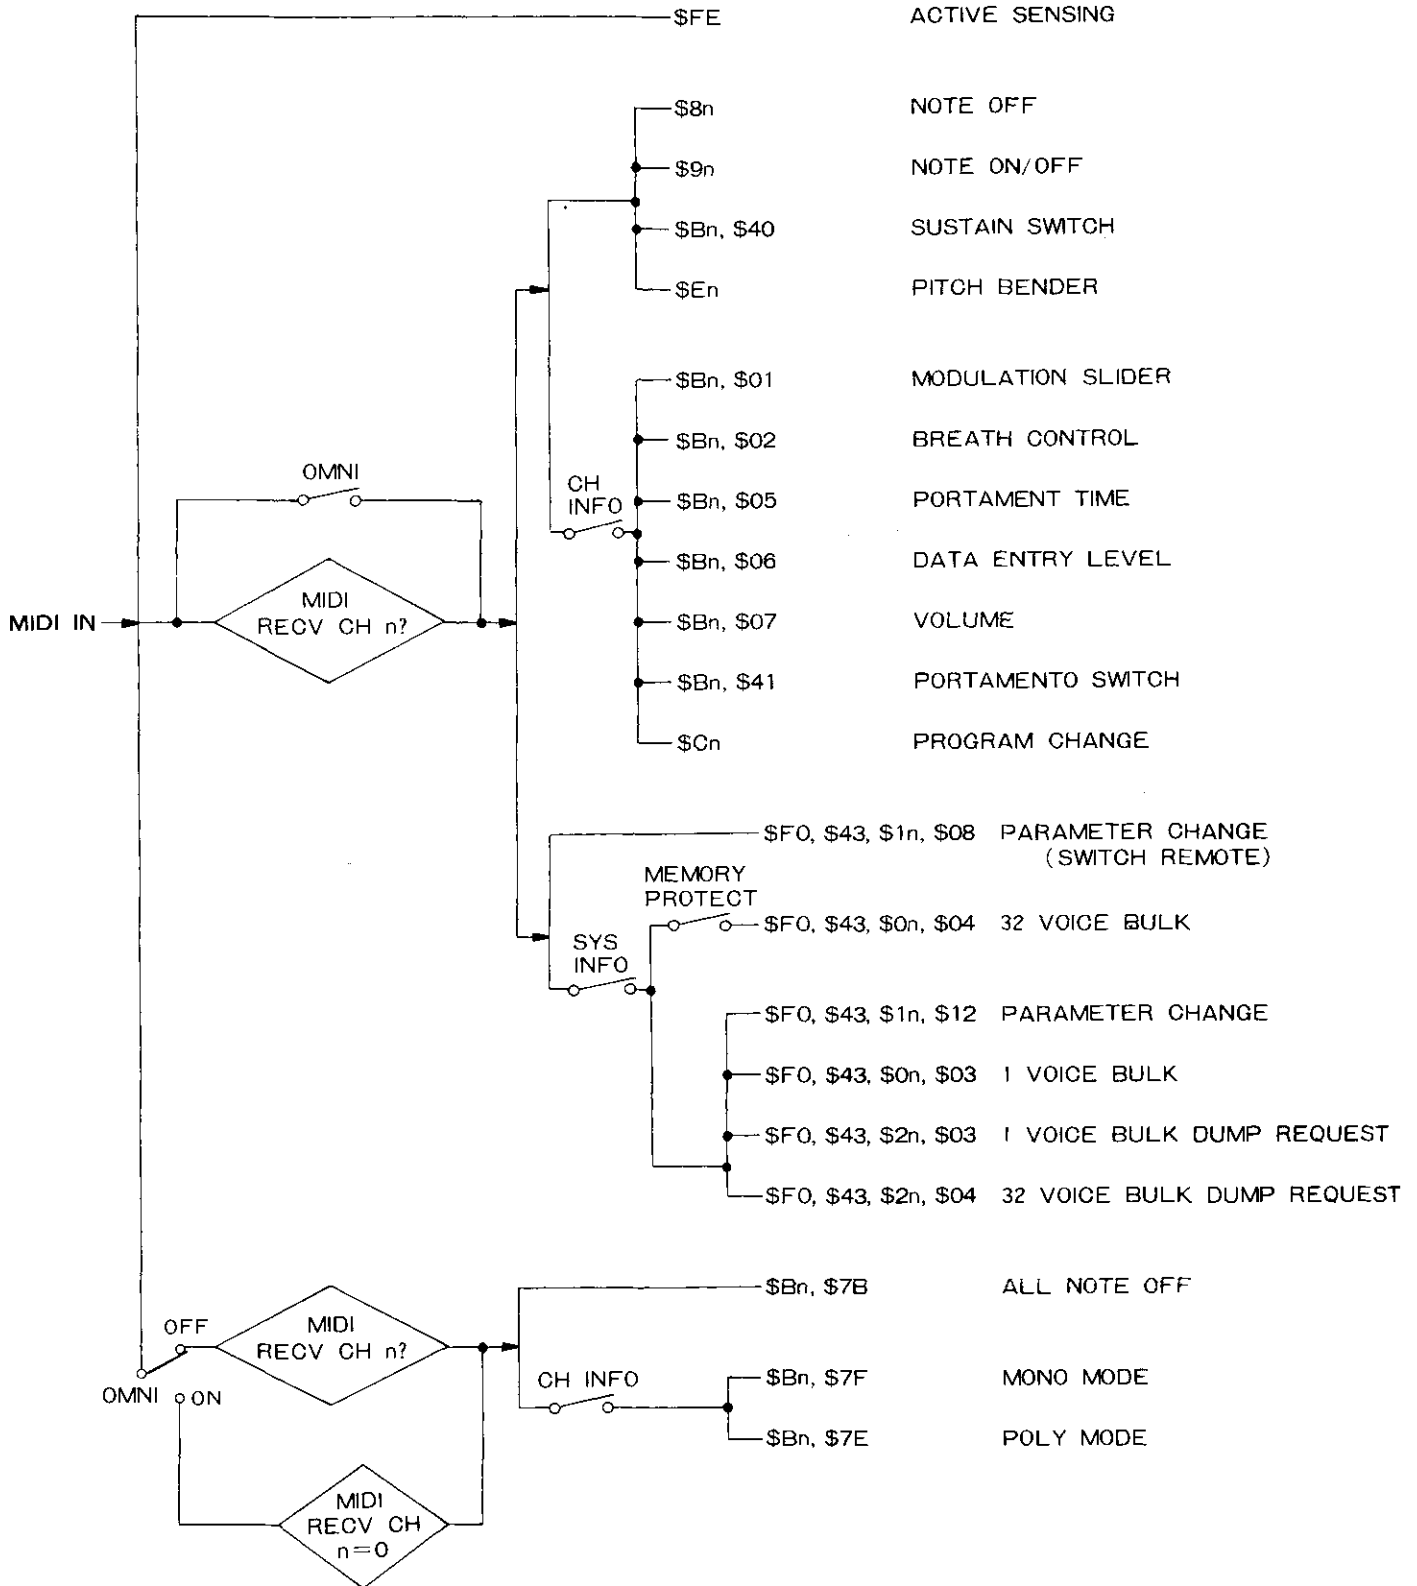 $FE ACTIVE SENSING
$8n NOTE OFF
$9n NOTE ON/OFF
$Bn, $40 SUSTAIN SWITCH
$En PITCH BENDER
$Bn, $01 MODULATION SLIDER
$Bn, $02 BREATH CONTROL
OMNI
CH
INFO
$Bn, $05 PORTAMENT TIME
$Bn, $06 DATA ENTRY LEVEL
MIDI IN
MIDI
RECV CH n?
$Bn, $07 VOLUME
$Bn, $41 PORTAMENTO SWITCH
$Cn PROGRAM CHANGE
$F0, $43, $1n, $08 PARAMETER CHANGE
(SWITCH REMOTE)
MEMORY
PROTECT
$F0, $43, $0n, $04 32 VOICE BULK
SYS
INFO
$F0, $43, $1n, $12 PARAMETER CHANGE
$F0, $43, $0n, $03 1 VOICE BULK
$F0, $43, $2n, $03 1 VOICE BULK DUMP REQUEST
$F0, $43, $2n, $04 32 VOICE BULK DUMP REQUEST
$Bn, $7B ALL NOTE OFF
OFF
MIDI
RECV CH n?
OMNI
ON
CH INFO
$Bn, $7F MONO MODE
$Bn, $7E POLY MODE
MIDI
RECV CH
n=0